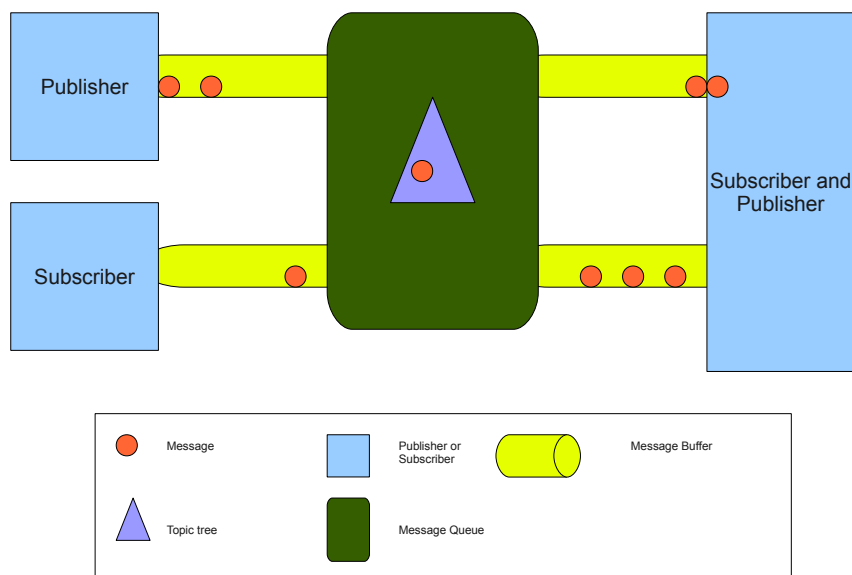 Publisher
Subscriber and
Publisher
Subscriber
Message
Publisher or
Subscriber
Message Buffer
Topic tree
Message Queue